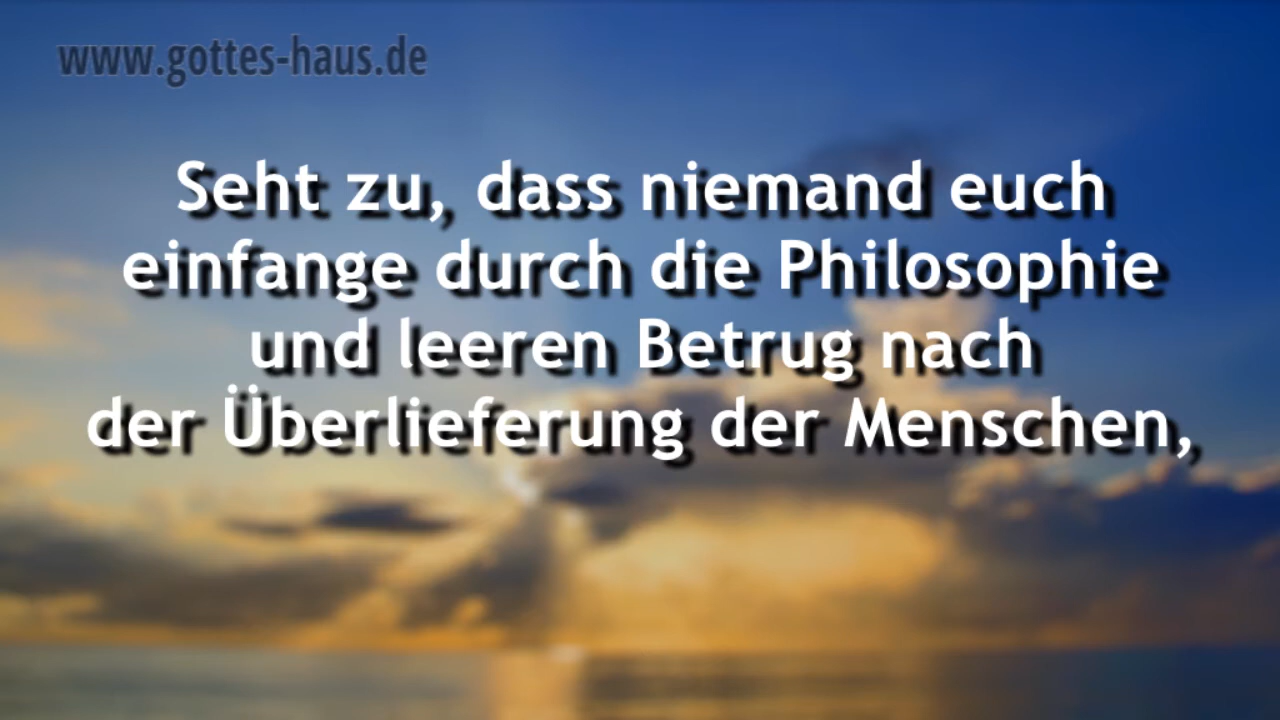 www.gottes-haus.de
Seht zu, dass niemand euch
einfange durch die Philosophie
und leeren Betrug nach
der Überlieferung der Menschen,